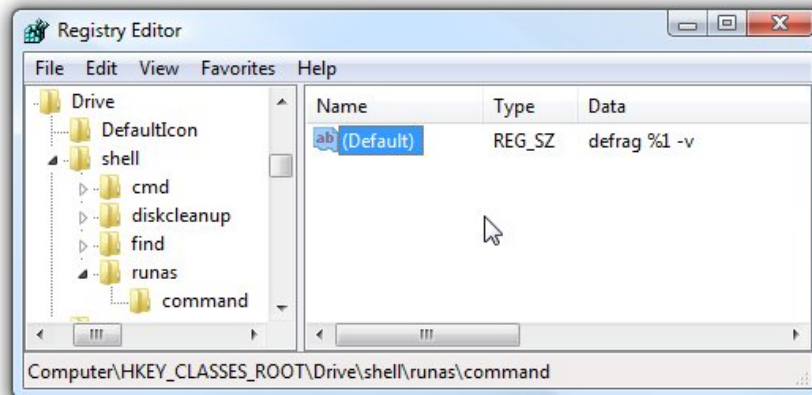 Registry Editor
File Edit View Favorites Help
Drive
DefaultIcon
shell
cmd
diskcleanup
find
runas
command
Name Type Data
ab (Default) REG_SZ defrag %1 -v
Computer\HKEY_CLASSES_ROOT\Drive\shell\runas\command